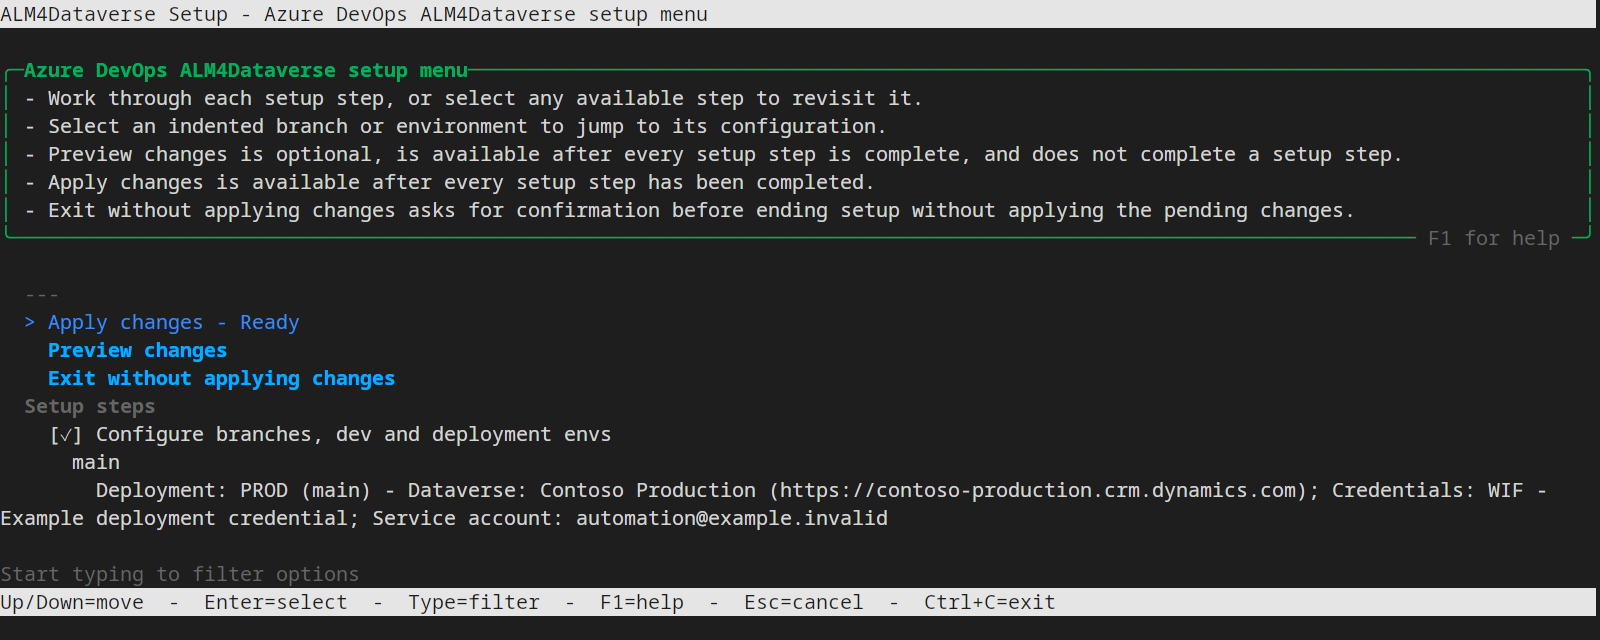 ALM4Dataverse Setup - Azure DevOps ALM4Dataverse setup menu
Azure DevOps ALM4Dataverse setup menu
- Work through each setup step, or select any available step to revisit it.
- Select an indented branch or environment to jump to its configuration.
- Preview changes is optional, is available after every setup step is complete, and does not complete a setup step.
- Apply changes is available after every setup step has been completed.
- Exit without applying changes asks for confirmation before ending setup without applying the pending changes.
F1 for help
---
> Apply changes - Ready
Preview changes
Exit without applying changes
Setup steps
[✓] Configure branches, dev and deployment envs
main
Deployment: PROD (main) - Dataverse: Contoso Production (https://contoso-production.crm.dynamics.com); Credentials: WIF -
Example deployment credential; Service account: automation@example.invalid
Start typing to filter options
Up/Down=move  -  Enter=select  -  Type=filter  -  F1=help  -  Esc=cancel  -  Ctrl+C=exit